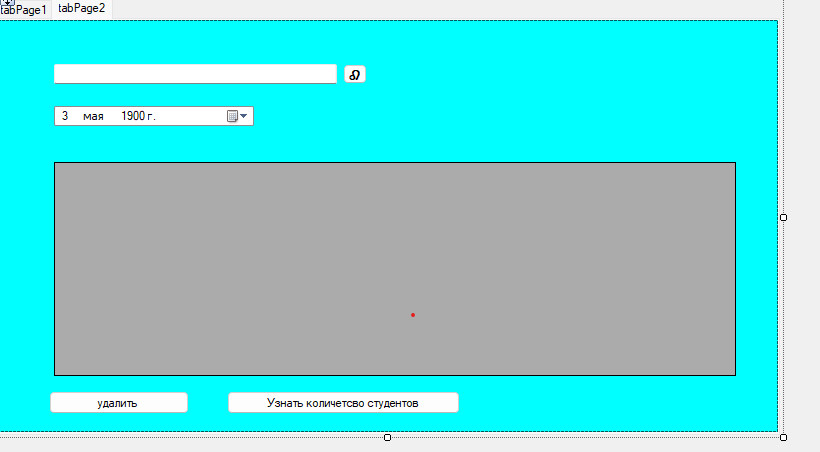 tabPage1 tabPage2
3 мая 1900 г.
удалить Узнать количетсво студентов